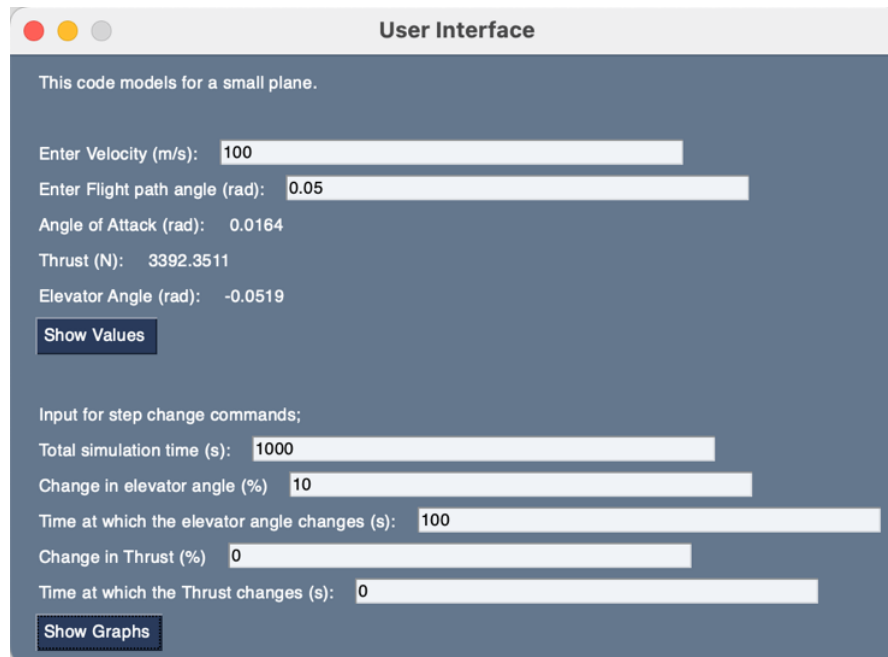 User Interface
This code models for a small plane.
Enter Velocity (m/s): 100
Enter Flight path angle (rad): 0.05
Angle of Attack (rad): 0.0164
Thrust (N): 3392.3511
Elevator Angle (rad): -0.0519
Show Values
Input for step change commands;
Total simulation time (s): 1000
Change in elevator angle (%) 10
Time at which the elevator angle changes (s): 100
Change in Thrust (%) 0
Time at which the Thrust changes (s): 0
Show Graphs